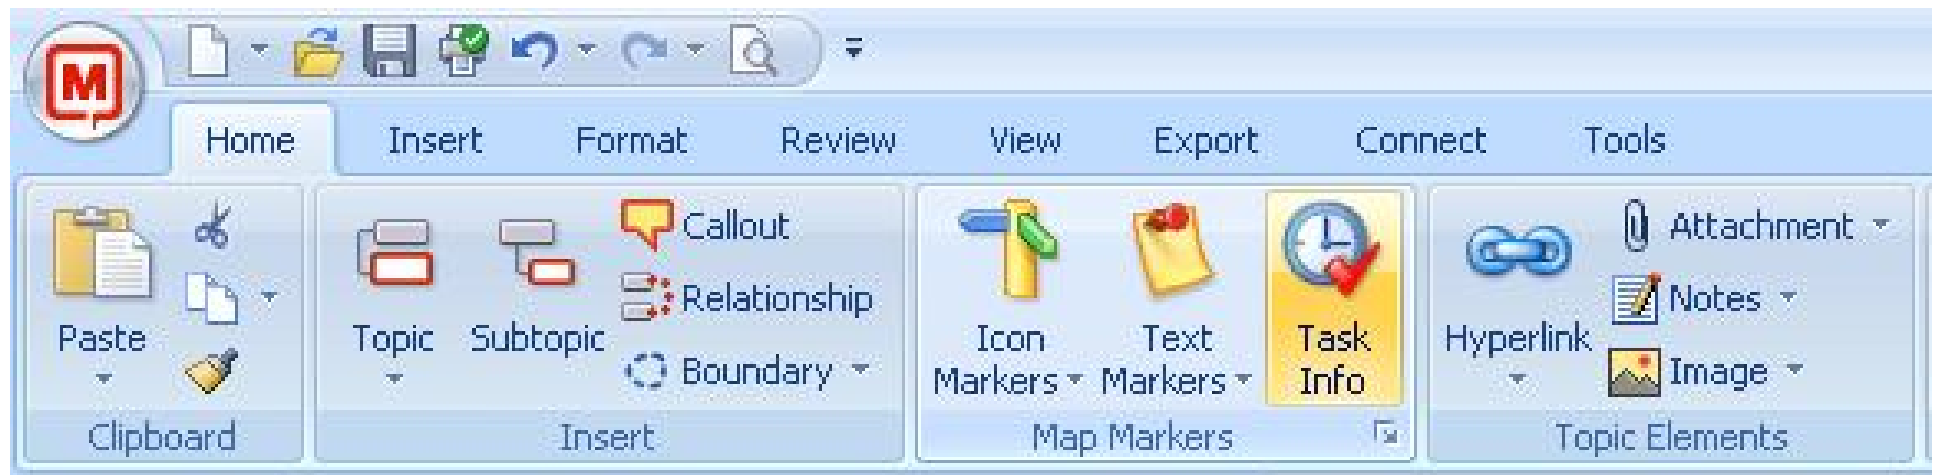 M
Home Insert Format Review View Export Connect Tools
Paste
Clipboard
Topic
Subtopic
Callout
Relationship
Boundary
Insert
Icon
Markers
Text
Markers
Task
Info
Map Markers
Hyperlink
Attachment
Notes
Image
Topic Elements